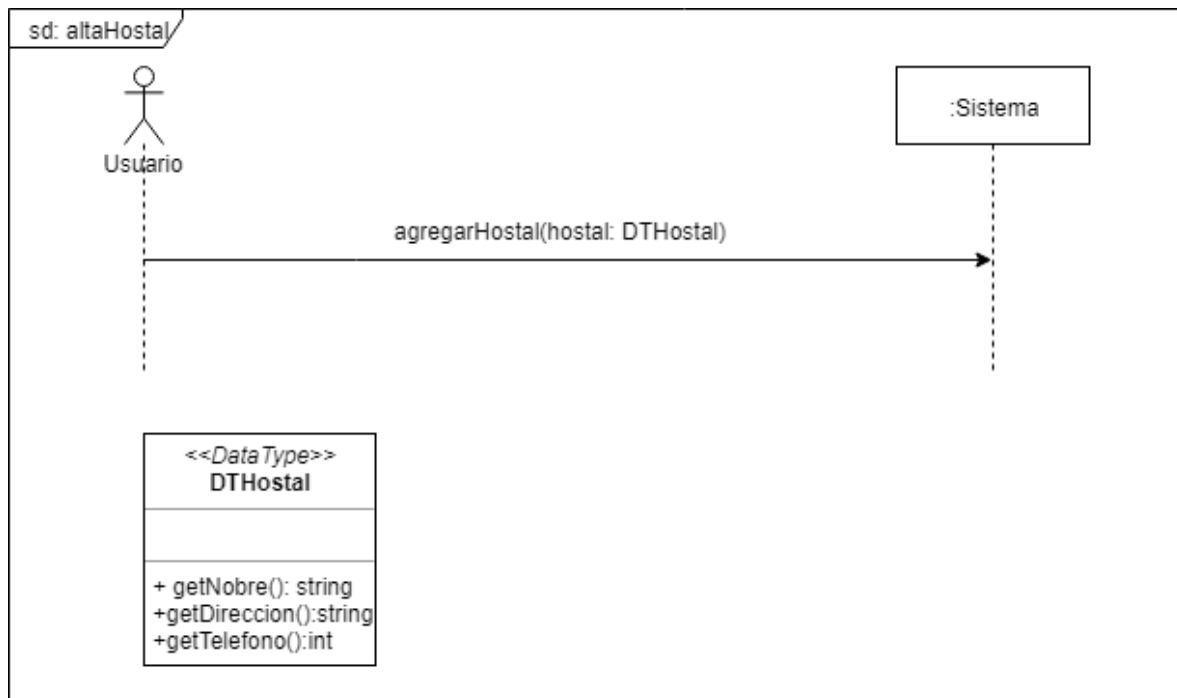 sd: altaHostal
Usuario
:Sistema
agregarHostal(hostal: DTHostal)
<<DataType>>
DTHostal
+ getNobre(): string
+getDireccion():string
+getTelefono():int